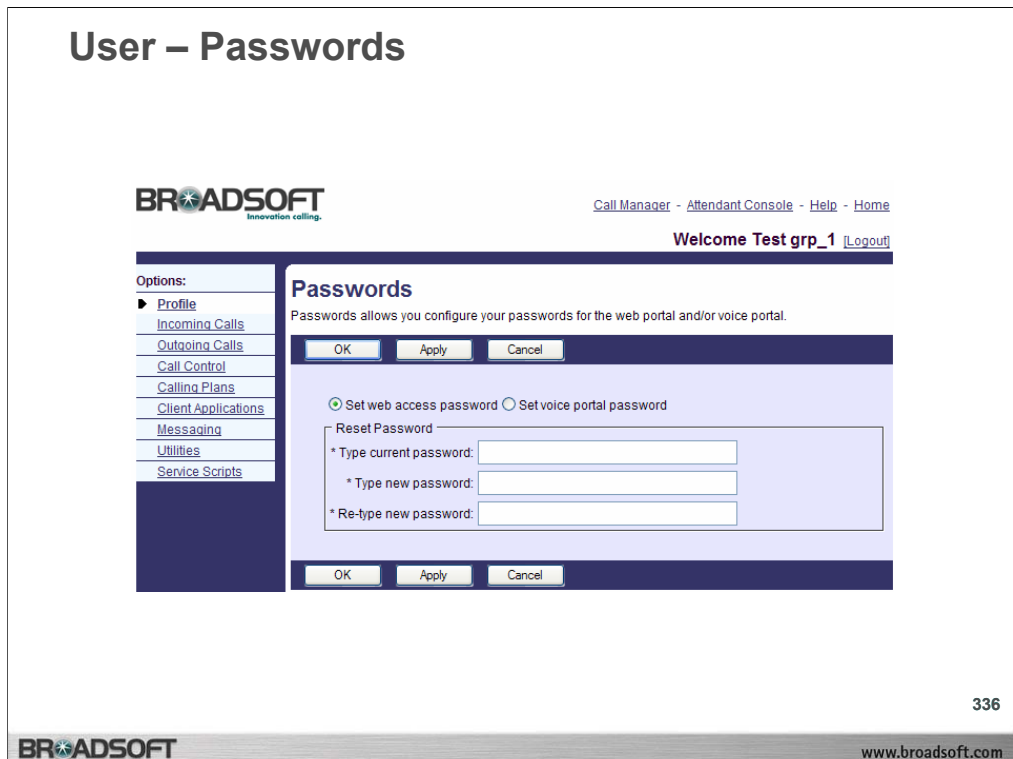 User – Passwords
BROADSOFT
Innovation calling.
Call Manager - Attendant Console - Help - Home
Welcome Test grp_1 [Logout]
Options:
Profile
Incoming Calls
Outgoing Calls
Call Control
Calling Plans
Client Applications
Messaging
Utilities
Service Scripts
Passwords
Passwords allows you configure your passwords for the web portal and/or voice portal.
OK Apply Cancel
Set web access password Set voice portal password
Reset Password
* Type current password:
* Type new password:
* Re-type new password:
OK Apply Cancel
336
BROADSOFT
www.broadsoft.com